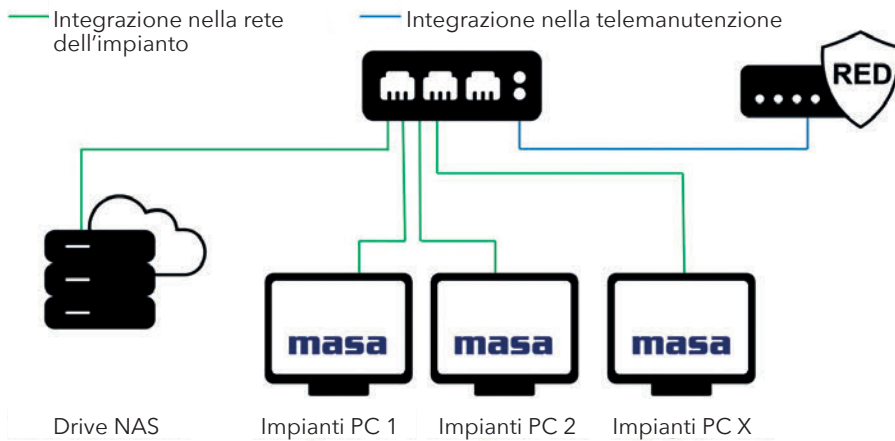 Integrazione nella rete
dell’impianto
Integrazione nella telemanutenzione
RED
masa
masa
masa
Drive NAS
Impianti PC 1
Impianti PC 2
Impianti PC X